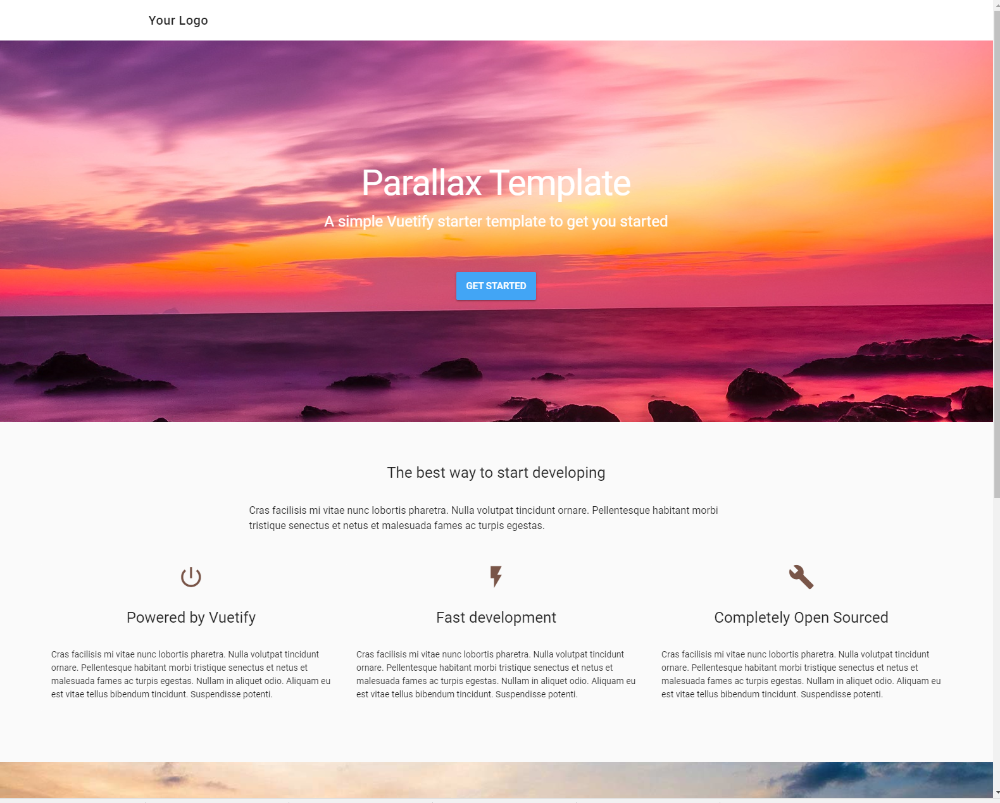 Your Logo
Parallax Template
A simple Vuetify starter template to get you started
GET STARTED
The best way to start developing
Cras facilisis mi vitae nunc lobortis pharetra. Nulla volutpat tincidunt ornare. Pellentesque habitant morbi
tristique senectus et netus et malesuada fames ac turpis egestas.
Powered by Vuetify
Cras facilisis mi vitae nunc lobortis pharetra. Nulla volutpat tincidunt
ornare. Pellentesque habitant morbi tristique senectus et netus et
malesuada fames ac turpis egestas. Nullam in aliquet odio. Aliquam eu
est vitae tellus bibendum tincidunt. Suspendisse potenti.
Fast development
Cras facilisis mi vitae nunc lobortis pharetra. Nulla volutpat tincidunt
ornare. Pellentesque habitant morbi tristique senectus et netus et
malesuada fames ac turpis egestas. Nullam in aliquet odio. Aliquam eu
est vitae tellus bibendum tincidunt. Suspendisse potenti.
Completely Open Sourced
Cras facilisis mi vitae nunc lobortis pharetra. Nulla volutpat tincidunt
ornare. Pellentesque habitant morbi tristique senectus et netus et
malesuada fames ac turpis egestas. Nullam in aliquet odio. Aliquam eu
est vitae tellus bibendum tincidunt. Suspendisse potenti.